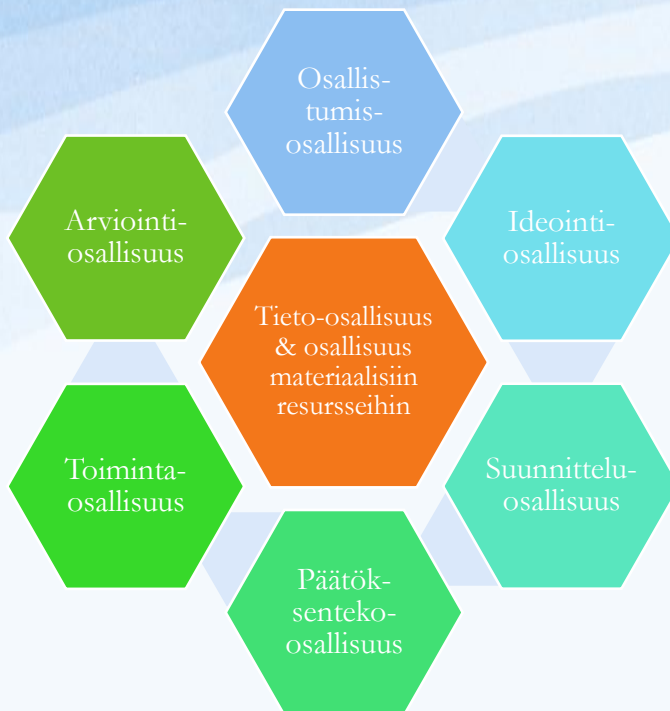 Osallis-
tumis-
osallisuus
Ideointi-
osallisuus
Suunnittelu-
osallisuus
Päätök-
senteko-
osallisuus
Toiminta-
osallisuus
Arviointi-
osallisuus
Tieto-osallisuus
& osallisuus
materiaalisiin
resursseihin